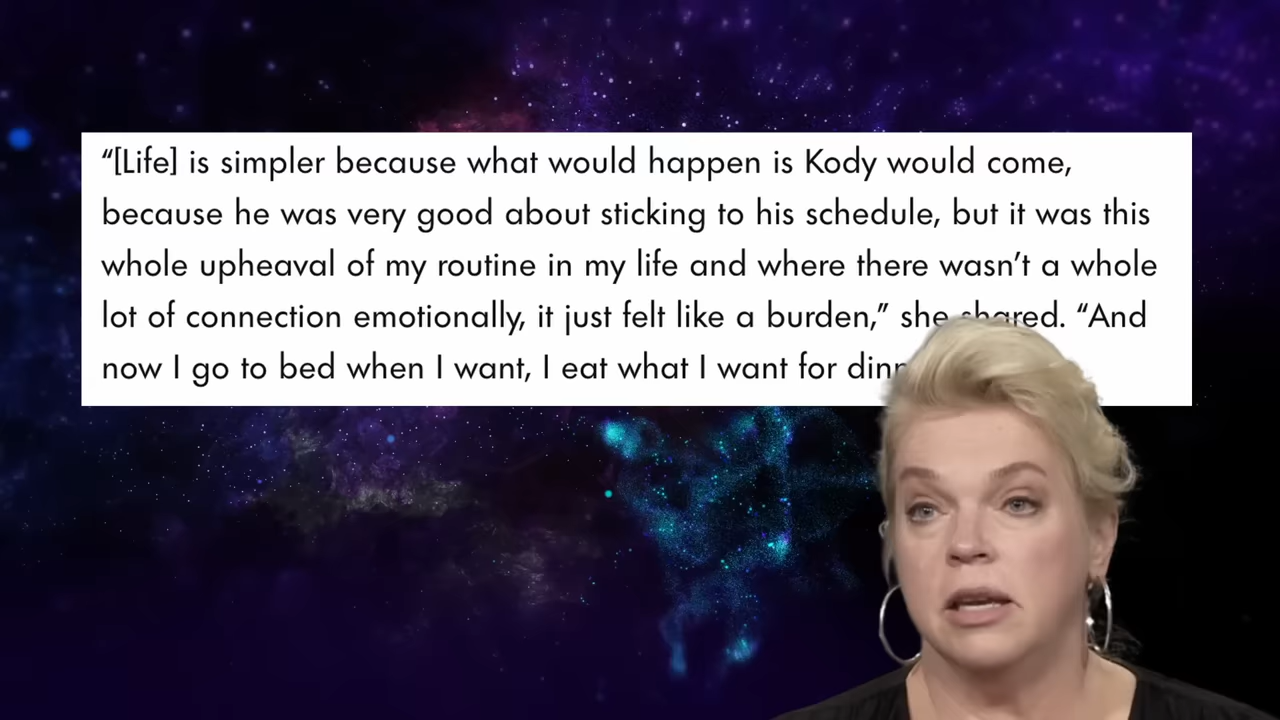 “[Life] is simpler because what would happen is Kody would come,
because he was very good about sticking to his schedule, but it was this
whole upheaval of my routine in my life and where there wasn’t a whole
lot of connection emotionally, it just felt like a burden,” she shared. “And
now I go to bed when I want, I eat what I want for